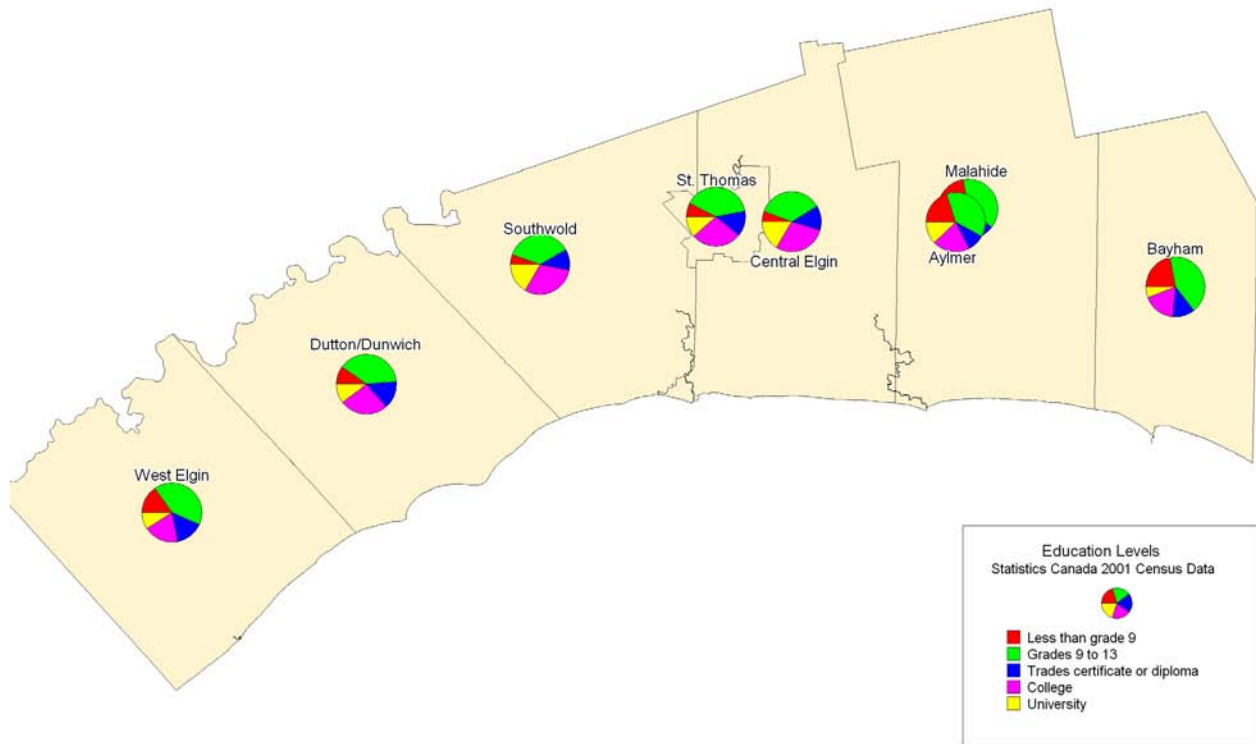 Malahide
St. Thomas
Southwold
Bayham
Aylmer
Central Elgin
Dutton/Dunwich
West Elgin
Education Levels
Statistics Canada 2001 Census Data
Less than grade 9
Grades 9 to 13
Trades certificate or diploma
College
University